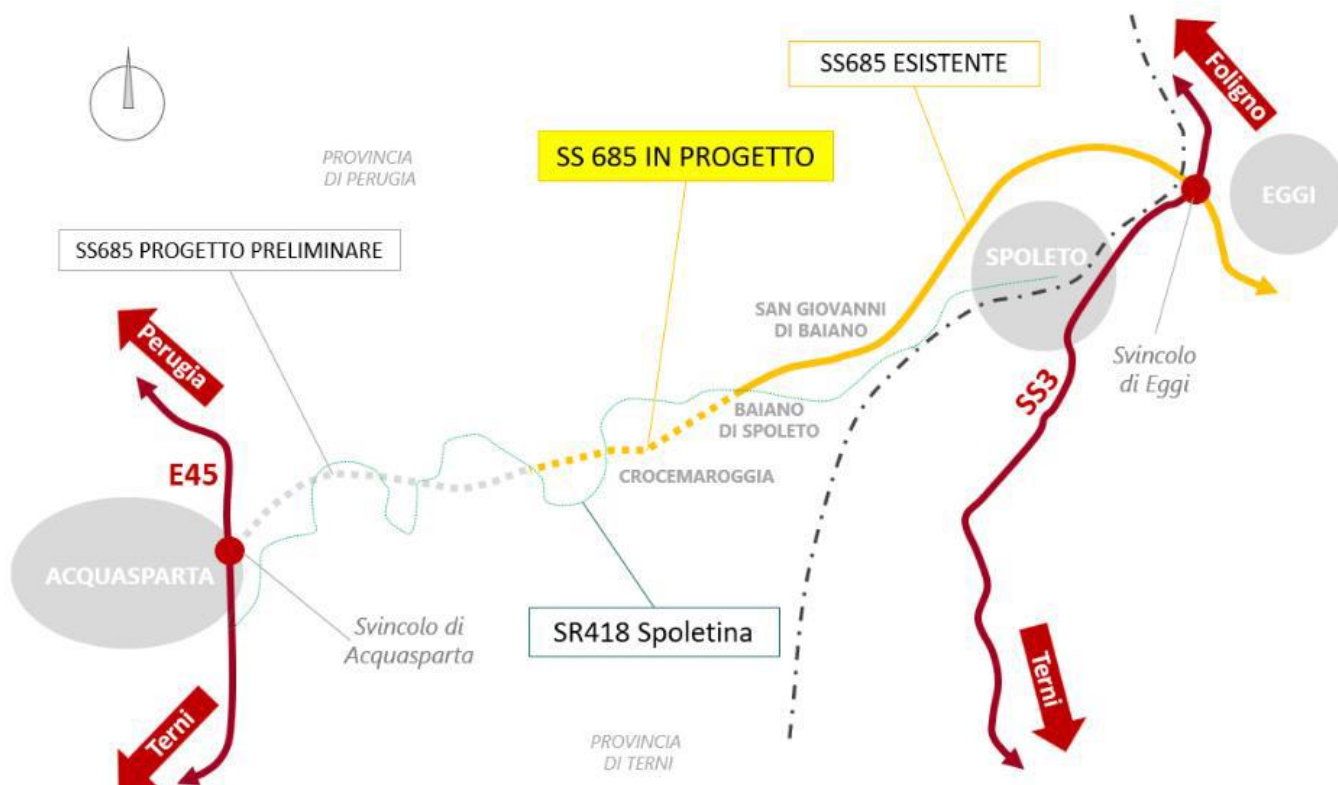 Foligno
SS685 ESISTENTE
SS 685 IN PROGETTO
PROVINCIA
DI PERUGIA
EGGI
SS685 PROGETTO PRELIMINARE
SPOLETO
SAN GIOVANNI
DI BAIANO
Perugia
Svincolo
di Eggi
SS3
BAIANO
DI SPOLETO
E45
CROCEMAROGGIA
ACQUASPARTA
Svincolo di
Acquasparta
SR418 Spoletina
Terni
Terni
PROVINCIA
DI TERNI